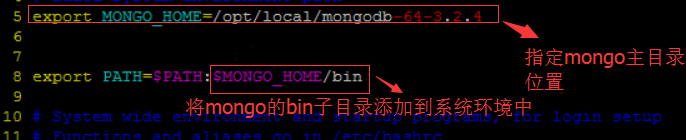 5 export MONGO_HOME=/opt/local/mongodb-64-3.2.4
6
7
指定mongo主目录
位置
8 export PATH=$PATH:$MONGO_HOME/bin
9
将mongo的bin子目录添加到系统环境中
10 # System wide environment and startup programs, for login setup
11 # Functions and aliases go in /etc/bashrc